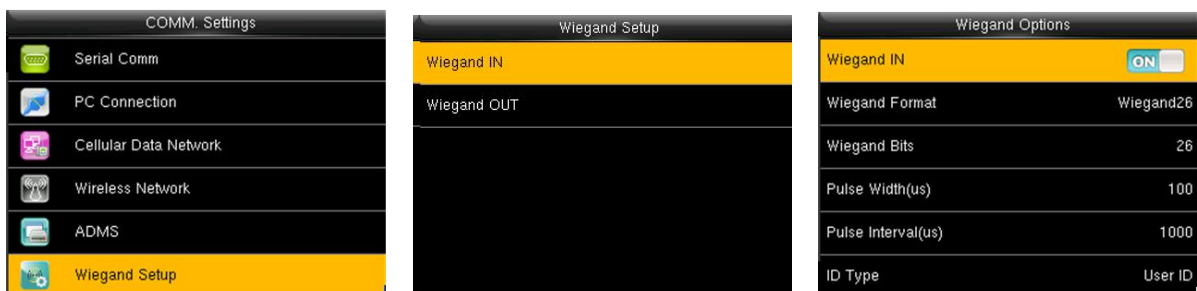 COMM. Settings
Serial Comm
PC Connection
Cellular Data Network
Wireless Network
ADMS
Wiegand Setup
Wiegand Setup
Wiegand IN
Wiegand OUT
Wiegand Options
Wiegand IN ON
Wiegand Format Wiegand26
Wiegand Bits 26
Pulse Width(us) 100
Pulse Interval(us) 1000
ID Type User ID